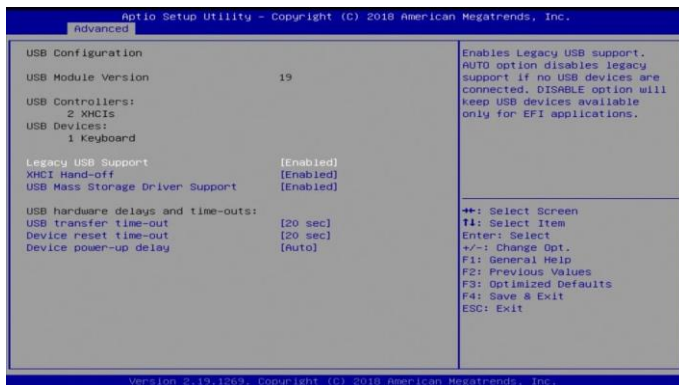 Aptio Setup Utility – Copyright (C) 2018 American Megatrends, Inc.
Advanced
USB Configuration
USB Module Version 19
USB Controllers:
2 XHCIs
USB Devices:
1 Keyboard
Legacy USB Support [Enabled]
XHCI Hand-off [Enabled]
USB Mass Storage Driver Support [Enabled]
USB hardware delays and time-outs:
USB transfer time-out [20 sec]
Device reset time-out [20 sec]
Device power-up delay [Auto]
Enables Legacy USB support.
AUTO option disables legacy
support if no USB devices are
connected. DISABLE option will
keep USB devices available
only for EFI applications.
→←: Select Screen
↑↓: Select Item
Enter: Select
+/-: Change Opt.
F1: General Help
F2: Previous Values
F3: Optimized Defaults
F4: Save & Exit
ESC: Exit
Version 2.19.1269. Copyright (C) 2018 American Megatrends, Inc.